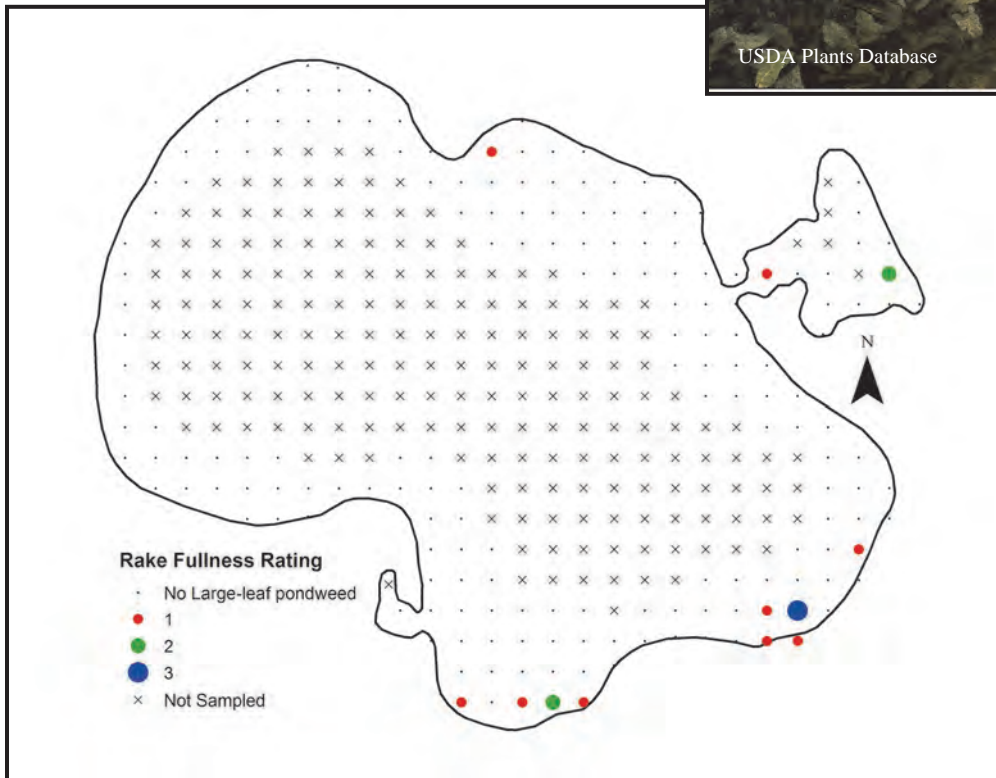 USDA Plants Database
N
Rake Fullness Rating
No Large-leaf pondweed
1
2
3
Not Sampled